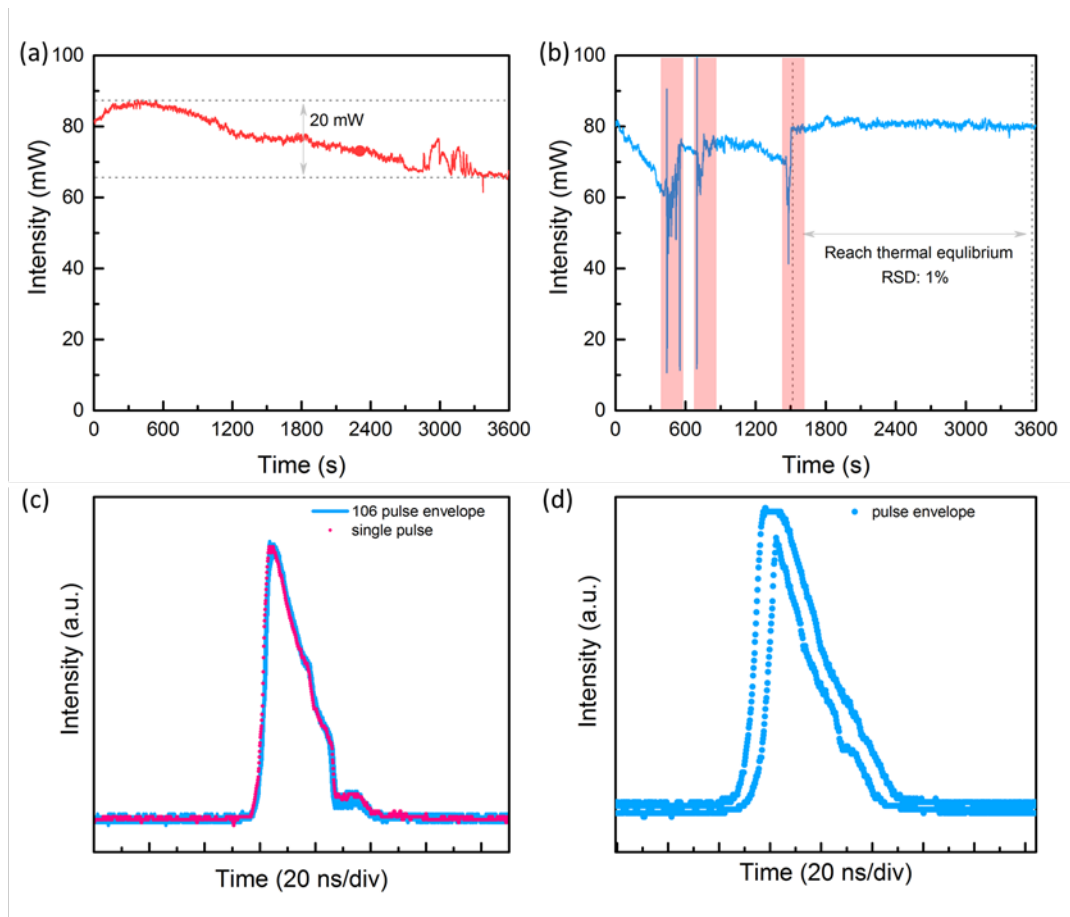 (a)
100
80
60
40
20
0
Intensity (mW)
20 mW
0 600 1200 1800 2400 3000 3600
Time (s)
(b)
100
80
60
40
20
0
Intensity (mW)
Reach thermal equlibrium
RSD: 1%
0 600 1200 1800 2400 3000 3600
Time (s)
(c)
106 pulse envelope
single pulse
Intensity (a.u.)
Time (20 ns/div)
(d)
pulse envelope
Intensity (a.u.)
Time (20 ns/div)